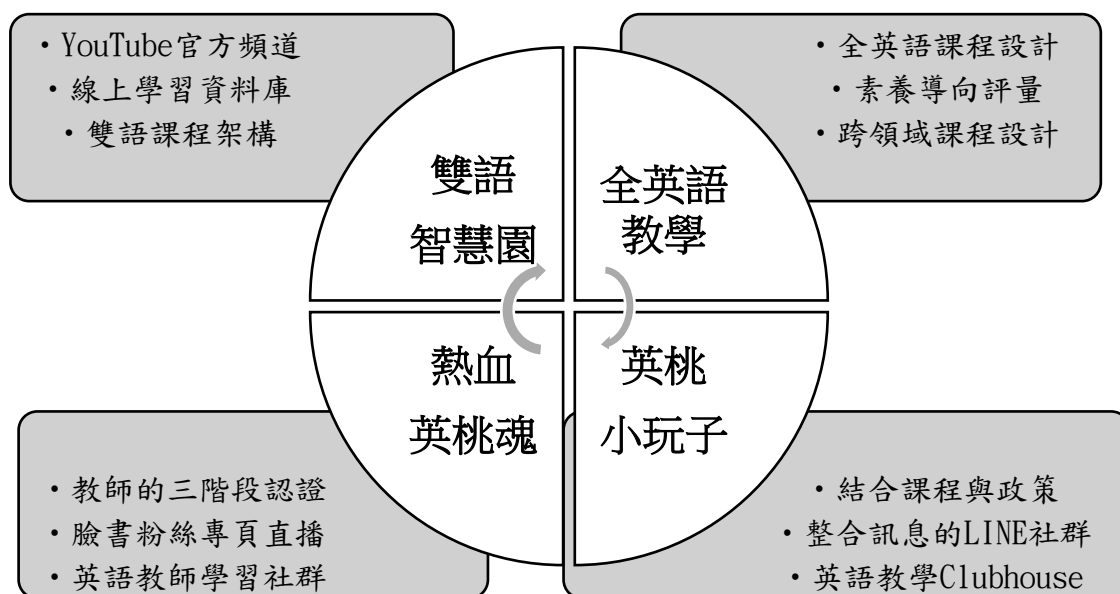 ・YouTube官方頻道
・線上學習資料庫
・雙語課程架構
・全英語課程設計
・素養導向評量
・跨領域課程設計
雙語
智慧園
全英語
教學
熱血
英桃魂
英桃
小玩子
・教師的三階段認證
・臉書粉絲專頁直播
・英語教師學習社群
・結合課程與政策
・整合訊息的LINE社群
・英語教學Clubhouse